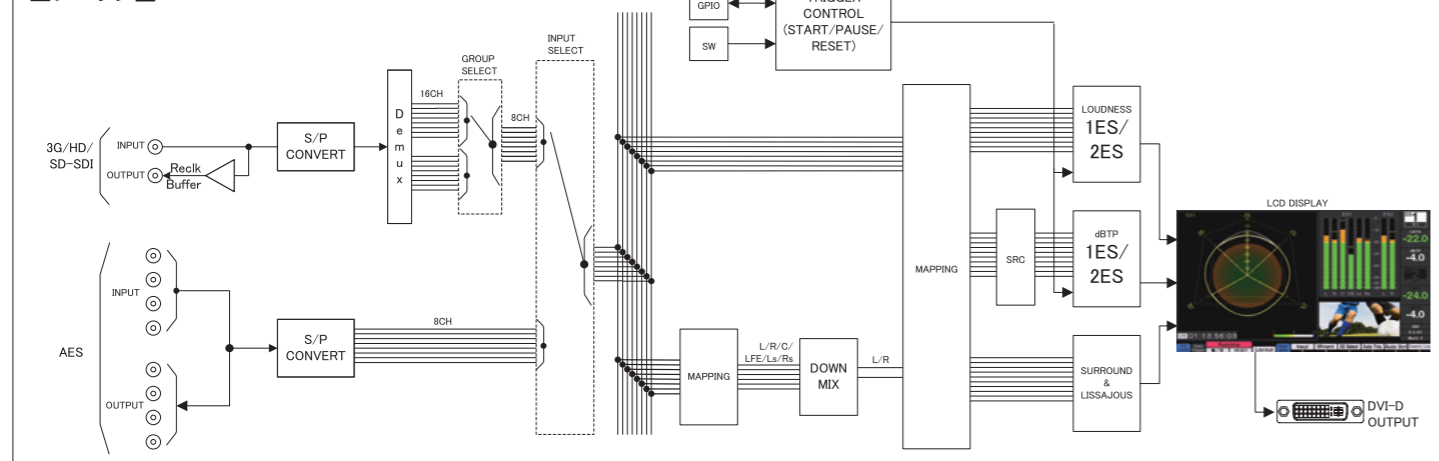 GPIO
SW
CONTROL
(START/PAUSE/
RESET)
INPUT
SELECT
GROUP
SELECT
16CH
8CH
3G/HD/
SD-SDI
INPUT
OUTPUT
Reclk
Buffer
S/P
CONVERT
Demux
AES
INPUT
OUTPUT
S/P
CONVERT
8CH
MAPPING
L/R/C/
LFE/Ls/Rs
DOWN
MIX
L/R
MAPPING
SRC
LOUDNESS
1ES/
2ES
dBTP
1ES/
2ES
SURROUND
&
LISSAJOUS
LCD DISPLAY
-22.0
-4.0
-24.0
-4.0
DVI-D
OUTPUT